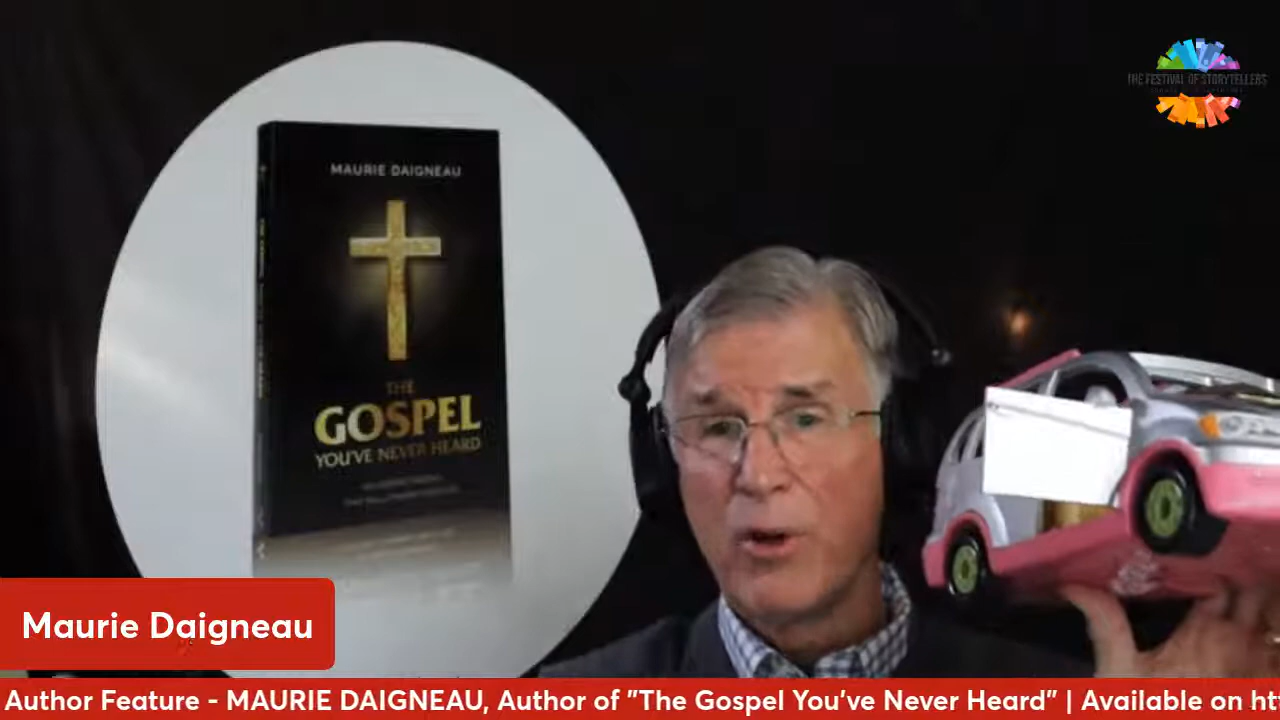 THE FESTIVAL OF STORYTELLERS
MAURIE DAIGNEAU
THE
GOSPEL
YOU'VE NEVER HEARD
Maurie Daigneau
Author Feature - MAURIE DAIGNEAU, Author of "The Gospel You've Never Heard" | Available on htt